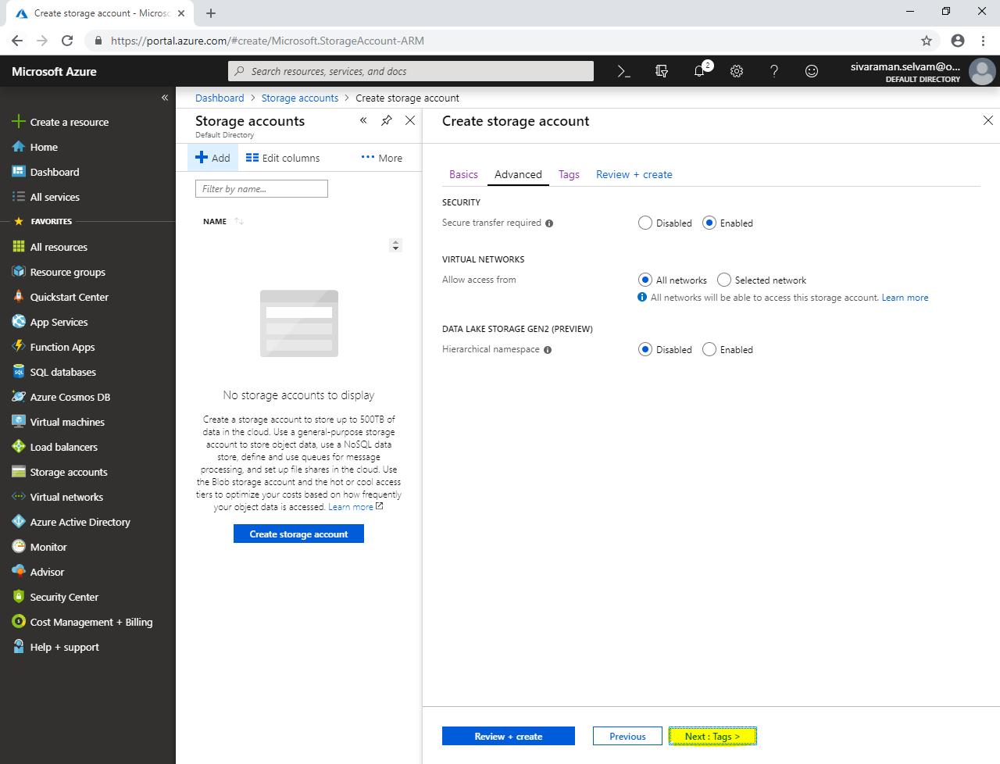 Create storage account - Micros
https://portal.azure.com/#create/Microsoft.StorageAccount-ARM
Microsoft Azure
Search resources, services, and docs
2
sivaraman.selvam@o...
DEFAULT DIRECTORY
Create a resource
Home
Dashboard
All services
FAVORITES
All resources
Resource groups
Quickstart Center
App Services
Function Apps
SQL databases
Azure Cosmos DB
Virtual machines
Load balancers
Storage accounts
Virtual networks
Azure Active Directory
Monitor
Advisor
Security Center
Cost Management + Billing
Help + support
Dashboard > Storage accounts > Create storage account
Storage accounts
Default Directory
Add
Edit columns
More
Filter by name...
NAME
No storage accounts to display
Create a storage account to store up to 500TB of
data in the cloud. Use a general-purpose storage
account to store object data, use a NoSQL data
store, define and use queues for message
processing, and set up file shares in the cloud. Use
the Blob storage account and the hot or cool access
tiers to optimize your costs based on how frequently
your object data is accessed. Learn more
Create storage account
Create storage account
Basics Advanced Tags Review + create
SECURITY
Secure transfer required Disabled Enabled
VIRTUAL NETWORKS
Allow access from All networks Selected network
All networks will be able to access this storage account. Learn more
DATA LAKE STORAGE GEN2 (PREVIEW)
Hierarchical namespace Disabled Enabled
Review + create Previous Next : Tags >